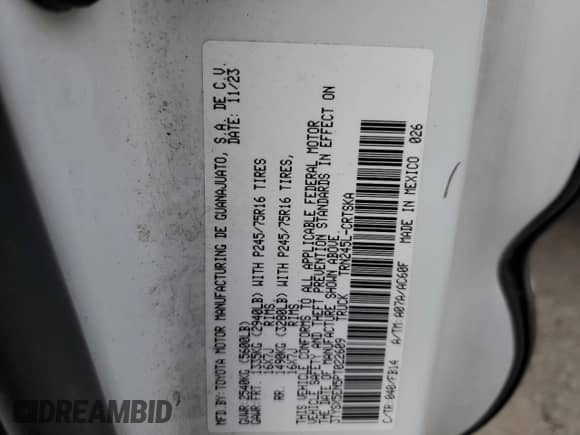 MFD.BY: TOYOTA MOTOR MANUFACTURING DE GUANAJUATO, S.A. DE C.V.
DATE: 11/23
GVWR 2540KG (5600LB)
GAWR: FRT. 1335KG (2940LB) WITH P245/75R16 TIRES
16X7J RIMS
RR. 1490KG (3280LB) WITH P245/75R16 TIRES,
16X7J RIMS
THIS VEHICLE CONFORMS TO ALL APPLICABLE FEDERAL MOTOR
VEHICLE SAFETY AND THEFT PREVENTION STANDARDS IN EFFECT ON
THE DATE OF MANUFACTURE SHOWN ABOVE.
TRUCK TRN245L-CRTSKA
C/TR: 040/FB14 A/TM: A07A/AC60F MADE IN MEXICO 026
EpicVIN.com